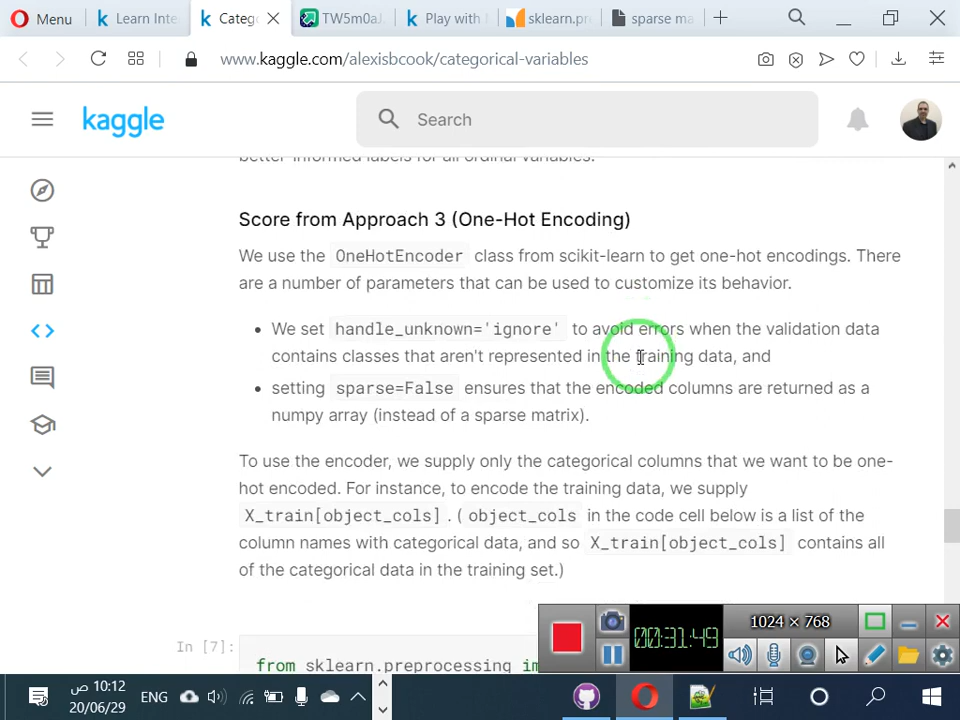 Menu
Learn Inte
Categ
TW5m0aJ
Play with
sklearn.pr
sparse ma
www.kaggle.com/alexisbcook/categorical-variables
kaggle
Search
better-informed labels for all ordinal variables.
Score from Approach 3 (One-Hot Encoding)
We use the OneHotEncoder class from scikit-learn to get one-hot encodings. There
are a number of parameters that can be used to customize its behavior.
• We set handle_unknown='ignore' to avoid errors when the validation data
contains classes that aren't represented in the training data, and
• setting sparse=False ensures that the encoded columns are returned as a
numpy array (instead of a sparse matrix).
To use the encoder, we supply only the categorical columns that we want to be one-
hot encoded. For instance, to encode the training data, we supply
X_train[object_cols]. ( object_cols in the code cell below is a list of the
column names with categorical data, and so X_train[object_cols] contains all
of the categorical data in the training set.)
In [7]:
from sklearn.preprocessing im
00:31:49
1024 × 768
10:12 ص
20/06/29
ENG